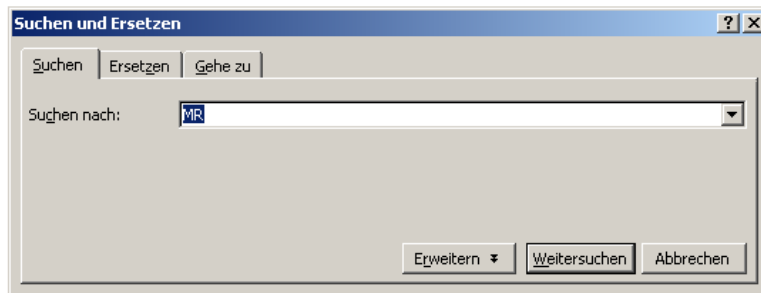 Suchen und Ersetzen
Suchen Ersetzen Gehe zu
Suchen nach: MR
Erweitern Weitersuchen Abbrechen